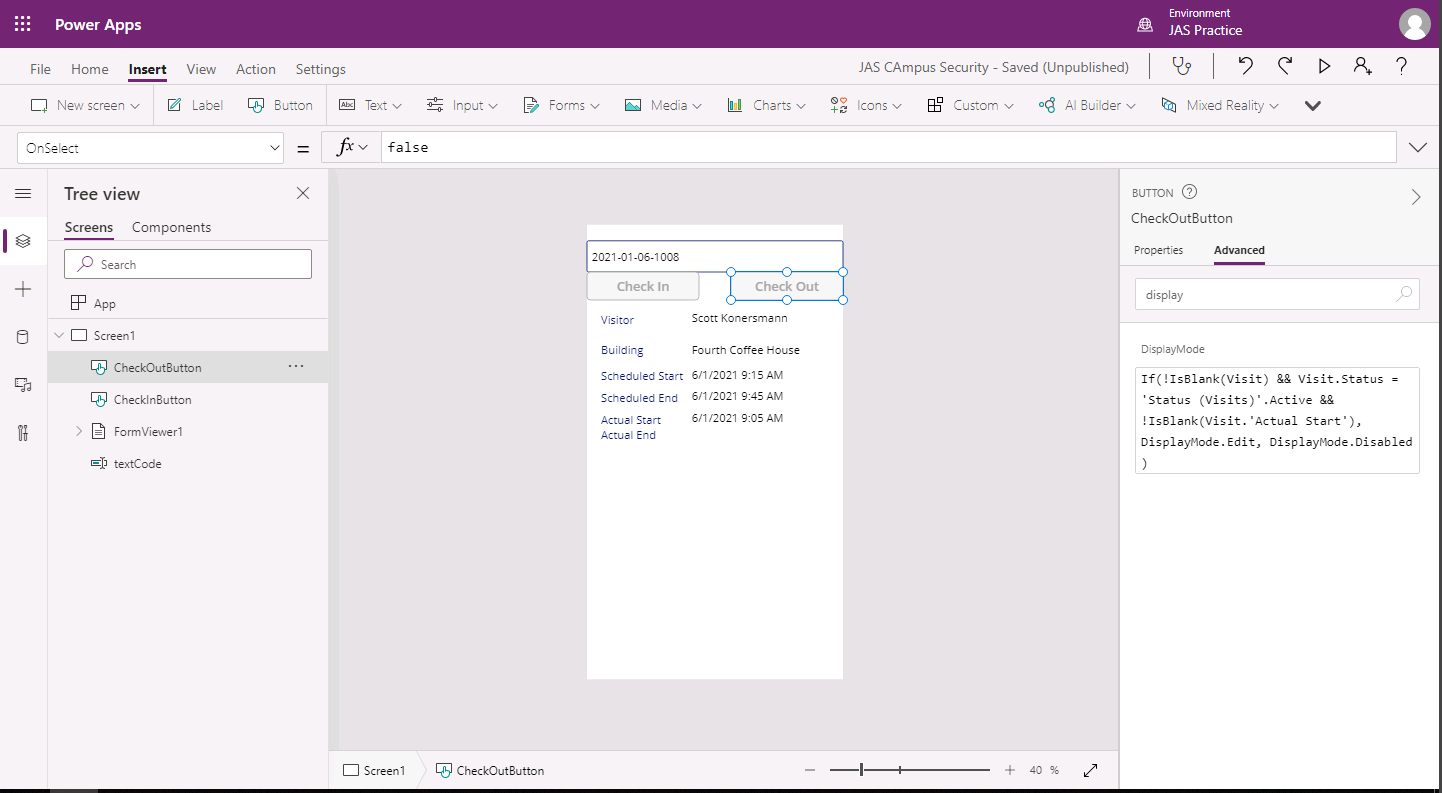 Power Apps
Environment
JAS Practice
File Home Insert View Action Settings
JAS CAmpus Security - Saved (Unpublished)
New screen Label Button Text Input Forms Media Charts Icons Custom AI Builder Mixed Reality
OnSelect = fx false
Tree view
Screens Components
Search
App
Screen1
CheckOutButton
CheckInButton
FormViewer1
textCode
2021-01-06-1008
Check In Check Out
Visitor Scott Konersmann
Building Fourth Coffee House
Scheduled Start 6/1/2021 9:15 AM
Scheduled End 6/1/2021 9:45 AM
Actual Start 6/1/2021 9:05 AM
Actual End
BUTTON
CheckOutButton
Properties Advanced
display
DisplayMode
If(!IsBlank(Visit) && Visit.Status =
'Status (Visits)'.Active &&
!IsBlank(Visit.'Actual Start'),
DisplayMode.Edit, DisplayMode.Disabled
)
Screen1 CheckOutButton
40 %